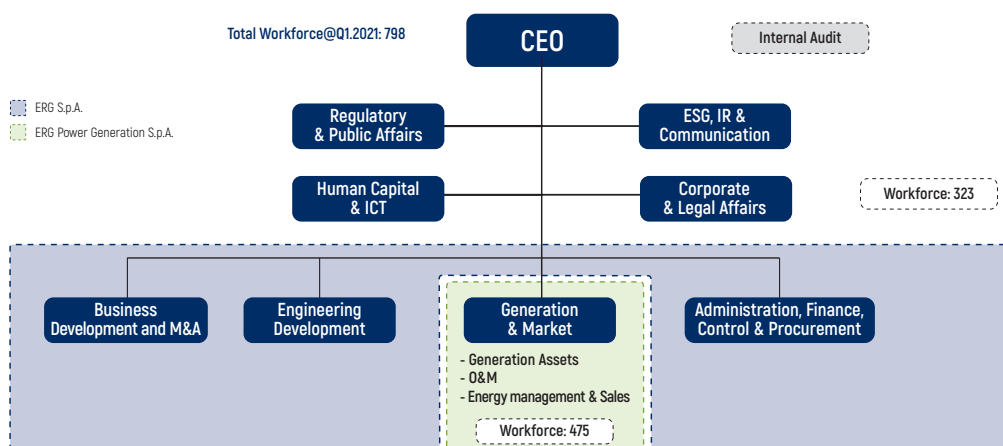 Total Workforce@Q1.2021: 798
CEO
Internal Audit
ERG S.p.A.
ERG Power Generation S.p.A.
Regulatory
& Public Affairs
ESG, IR &
Communication
Human Capital
& ICT
Corporate
& Legal Affairs
Workforce: 323
Business
Development and M&A
Engineering
Development
Generation
& Market
Administration, Finance,
Control & Procurement
- Generation Assets
- O&M
- Energy management & Sales
Workforce: 475